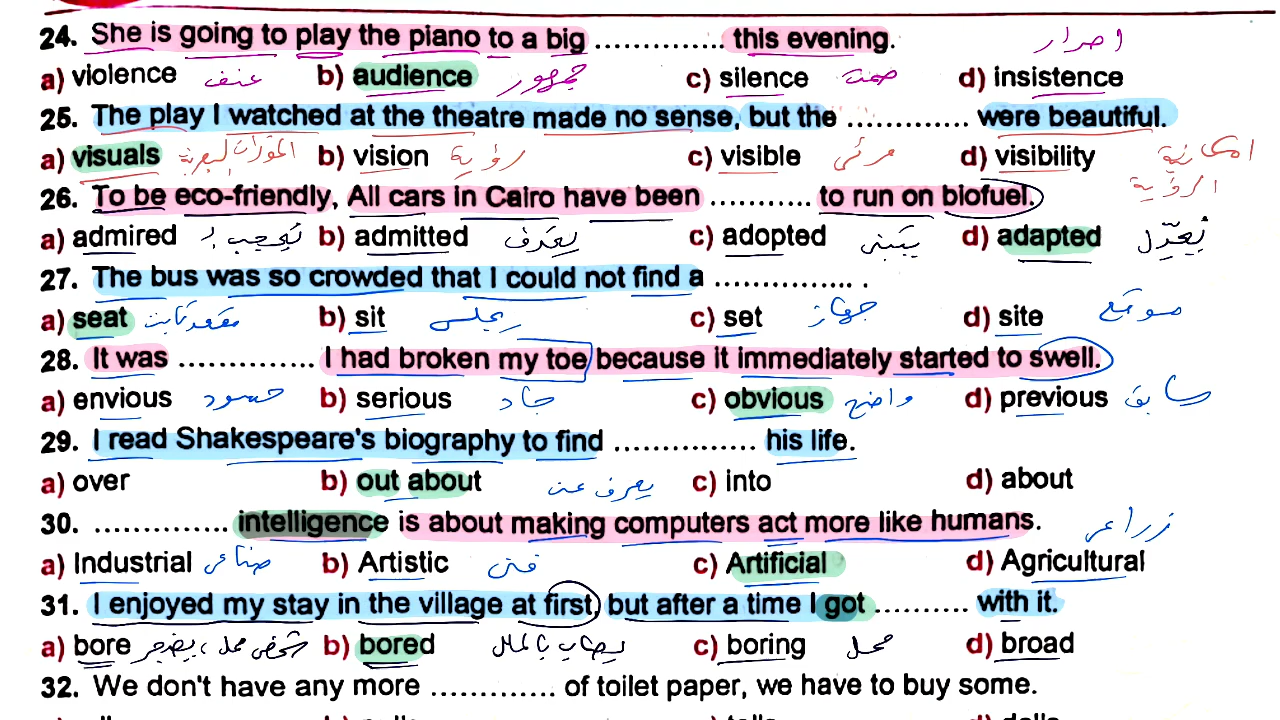 24. She is going to play the piano to a big .............. this evening. اصرار
a) violence عنف b) audience جمهور c) silence صمت d) insistence
25. The play I watched at the theatre made no sense, but the ............. were beautiful.
a) visuals المؤثرات البصرية b) vision رؤية c) visible مرئى d) visibility امكانية الرؤية
26. To be eco-friendly, All cars in Cairo have been ........... to run on biofuel.
a) admired يُعجب بـ b) admitted يعترف c) adopted يتبنى d) adapted يُعدِّل
27. The bus was so crowded that I could not find a ............... .
a) seat مقعد ثابت b) sit يجلس c) set جهاز d) site موقع
28. It was .............. I had broken my toe because it immediately started to swell.
a) envious حسود b) serious جاد c) obvious واضح d) previous سابق
29. I read Shakespeare's biography to find .............. his life.
a) over b) out about يعرف عن c) into d) about
30. .............. intelligence is about making computers act more like humans. زراعى
a) Industrial صناعى b) Artistic فنى c) Artificial d) Agricultural
31. I enjoyed my stay in the village at first, but after a time I got .......... with it.
a) bore شخص ممل، يضجر b) bored يصاب بالملل c) boring ممل d) broad
32. We don't have any more ............. of toilet paper, we have to buy some.